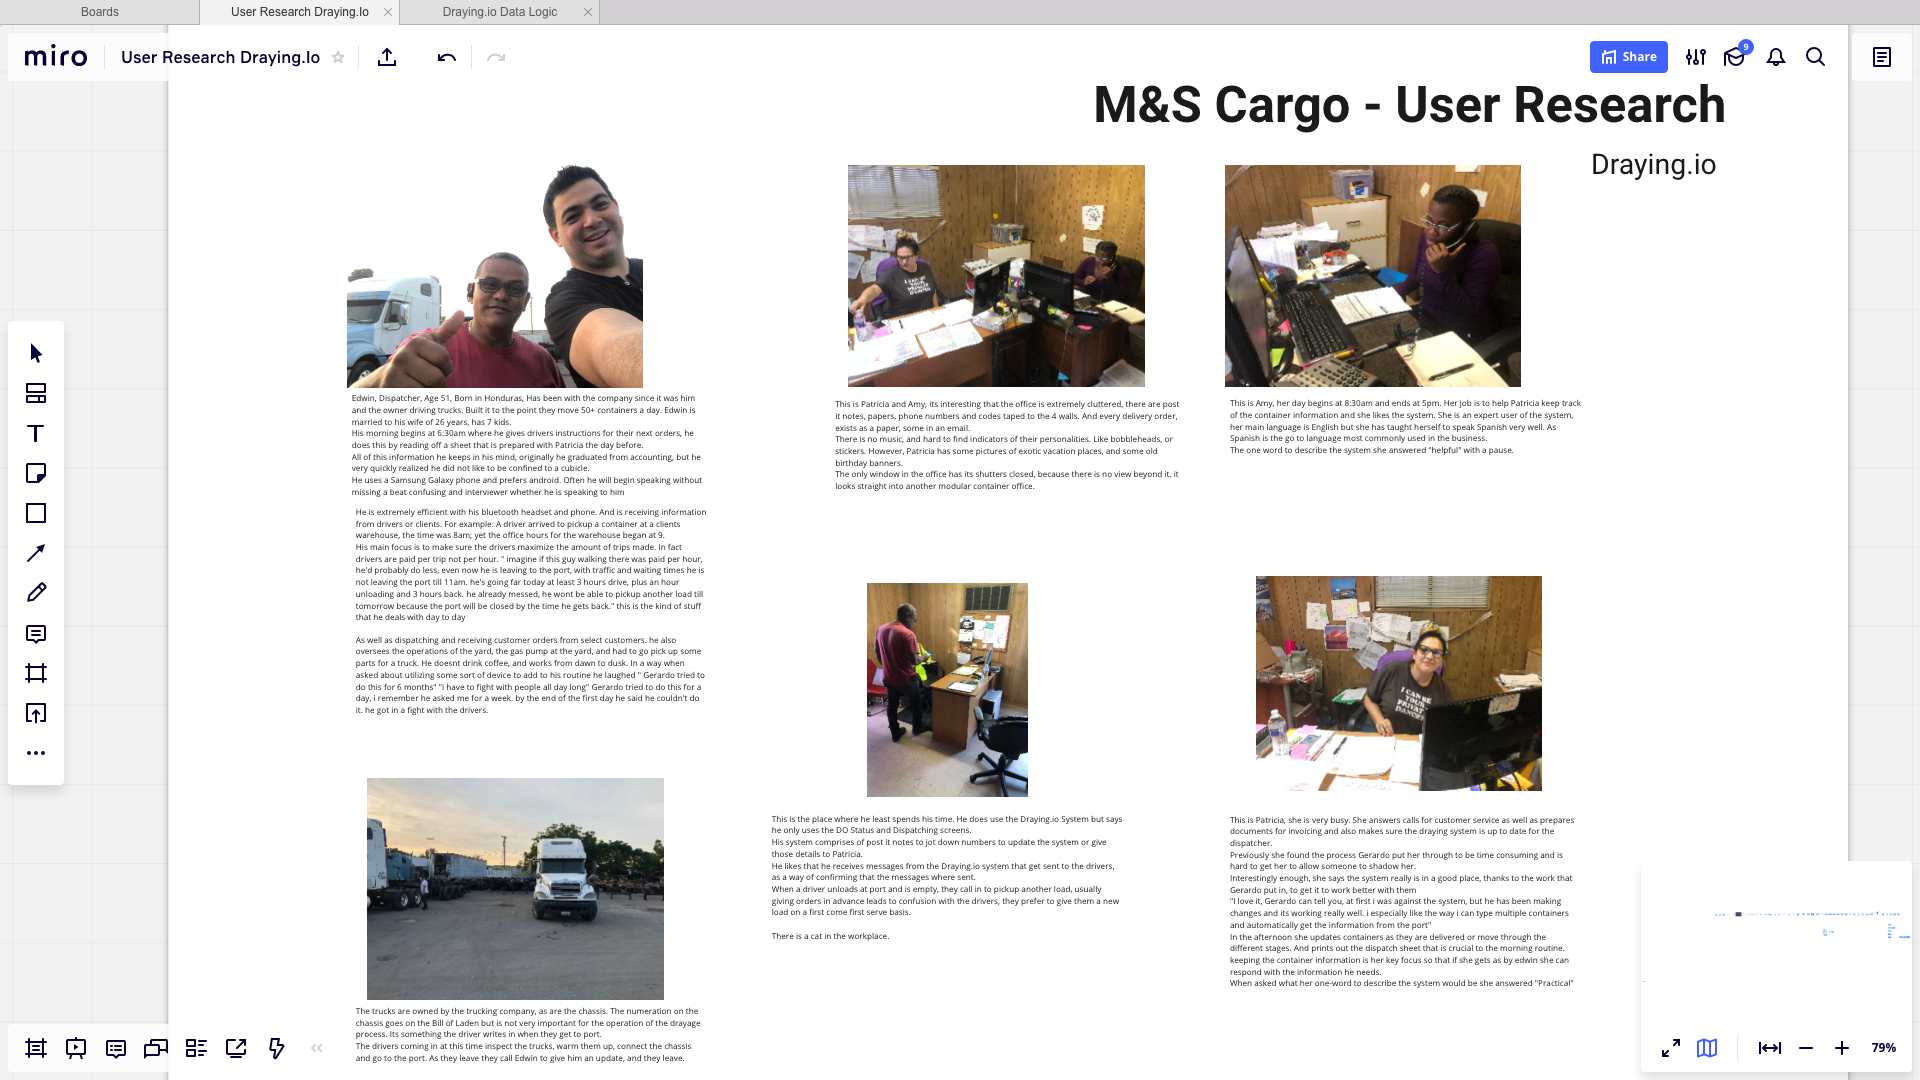 Boards
User Research Draying.Io
Draying.io Data Logic
miro
User Research Draying.Io
Share
9
M&S Cargo - User Research
Draying.io
Edwin, Dispatcher, Age 51, Born in Honduras, Has been with the company since it was him
and the owner driving trucks. Built it to the point they move 50+ containers a day. Edwin is
married to his wife of 26 years, has 7 kids.
His morning begins at 6:30am where he gives drivers instructions for their next orders, he
does this by reading off a sheet that is prepared with Patricia the day before.
All of this information he keeps in his mind, originally he graduated from accounting, but he
very quickly realized he did not like to be confined to a cubicle.
He uses a Samsung Galaxy phone and prefers android. Often he will begin speaking without
missing a beat confusing and interviewer whether he is speaking to him
He is extremely efficient with his bluetooth headset and phone. And is receiving information
from drivers or clients. For example: A driver arrived to pickup a container at a clients
warehouse, the time was 8am; yet the office hours for the warehouse began at 9.
His main focus is to make sure the drivers maximize the amount of trips made. In fact
drivers are paid per trip not per hour. " imagine if this guy walking there was paid per hour,
he'd probably do less, even now he is leaving to the port, with traffic and waiting times he is
not leaving the port till 11am. he's going far today at least 3 hours drive, plus an hour
unloading and 3 hours back. he already messed, he wont be able to pickup another load till
tomorrow because the port will be closed by the time he gets back." this is the kind of stuff
that he deals with day to day
As well as dispatching and receiving customer orders from select customers. he also
oversees the operations of the yard, the gas pump at the yard, and had to go pick up some
parts for a truck. He doesnt drink coffee, and works from dawn to dusk. In a way when
asked about utilizing some sort of device to add to his routine he laughed " Gerardo tried to
do this for 6 months" "i have to fight with people all day long" Gerardo tried to do this for a
day, i remember he asked me for a week. by the end of the first day he said he couldn't do
it. he got in a fight with the drivers.
The trucks are owned by the trucking company, as are the chassis. The numeration on the
chassis goes on the Bill of Laden but is not very important for the operation of the drayage
process. Its something the driver writes in when they get to port.
The drivers coming in at this time inspect the trucks, warm them up, connect the chassis
and go to the port. As they leave they call Edwin to give him an update, and they leave.
This is Patricia and Amy, its interesting that the office is extremely cluttered, there are post
it notes, papers, phone numbers and codes taped to the 4 walls. And every delivery order,
exists as a paper, some in an email.
There is no music, and hard to find indicators of their personalities. Like bobbleheads, or
stickers. However, Patricia has some pictures of exotic vacation places, and some old
birthday banners.
The only window in the office has its shutters closed, because there is no view beyond it. it
looks straight into another modular container office.
This is the place where he least spends his time. He does use the Draying.io System but says
he only uses the DO Status and Dispatching screens.
His system comprises of post it notes to jot down numbers to update the system or give
those details to Patricia.
He likes that he receives messages from the Draying.io system that get sent to the drivers,
as a way of confirming that the messages where sent.
When a driver unloads at port and is empty, they call in to pickup another load, usually
giving orders in advance leads to confusion with the drivers, they prefer to give them a new
load on a first come first serve basis.
There is a cat in the workplace.
This is Amy, her day begins at 8:30am and ends at 5pm. Her job is to help Patricia keep track
of the container information and she likes the system. She is an expert user of the system,
her main language is English but she has taught herself to speak Spanish very well. As
Spanish is the go to language most commonly used in the business.
The one word to describe the system she answered "helpful" with a pause.
I CAN BE
YOUR
PRIVATE
DANCER
This is Patricia, she is very busy. She answers calls for customer service as well as prepares
documents for invoicing and also makes sure the draying system is up to date for the
dispatcher.
Previously she found the process Gerardo put her through to be time consuming and is
hard to get her to allow someone to shadow her.
Interestingly enough, she says the system really is in a good place, thanks to the work that
Gerardo put in, to get it to work better with them
"I love it, Gerardo can tell you, at first i was against the system, but he has been making
changes and its working really well. i especially like the way i can type multiple containers
and automatically get the information from the port"
In the afternoon she updates containers as they are delivered or move through the
different stages. And prints out the dispatch sheet that is crucial to the morning routine.
keeping the container information is her key focus so that if she gets as by edwin she can
respond with the information he needs.
When asked what her one-word to describe the system would be she answered "Practical"
79%